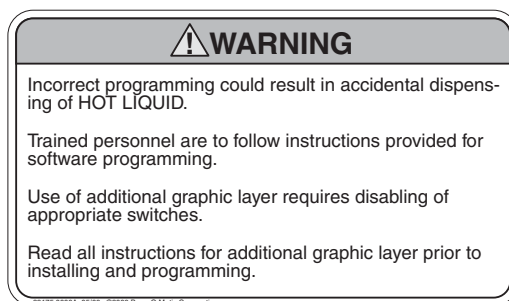 WARNING
Incorrect programming could result in accidental dispens-
ing of HOT LIQUID.
Trained personnel are to follow instructions provided for
software programming.
Use of additional graphic layer requires disabling of
appropriate switches.
Read all instructions for additional graphic layer prior to
installing and programming.